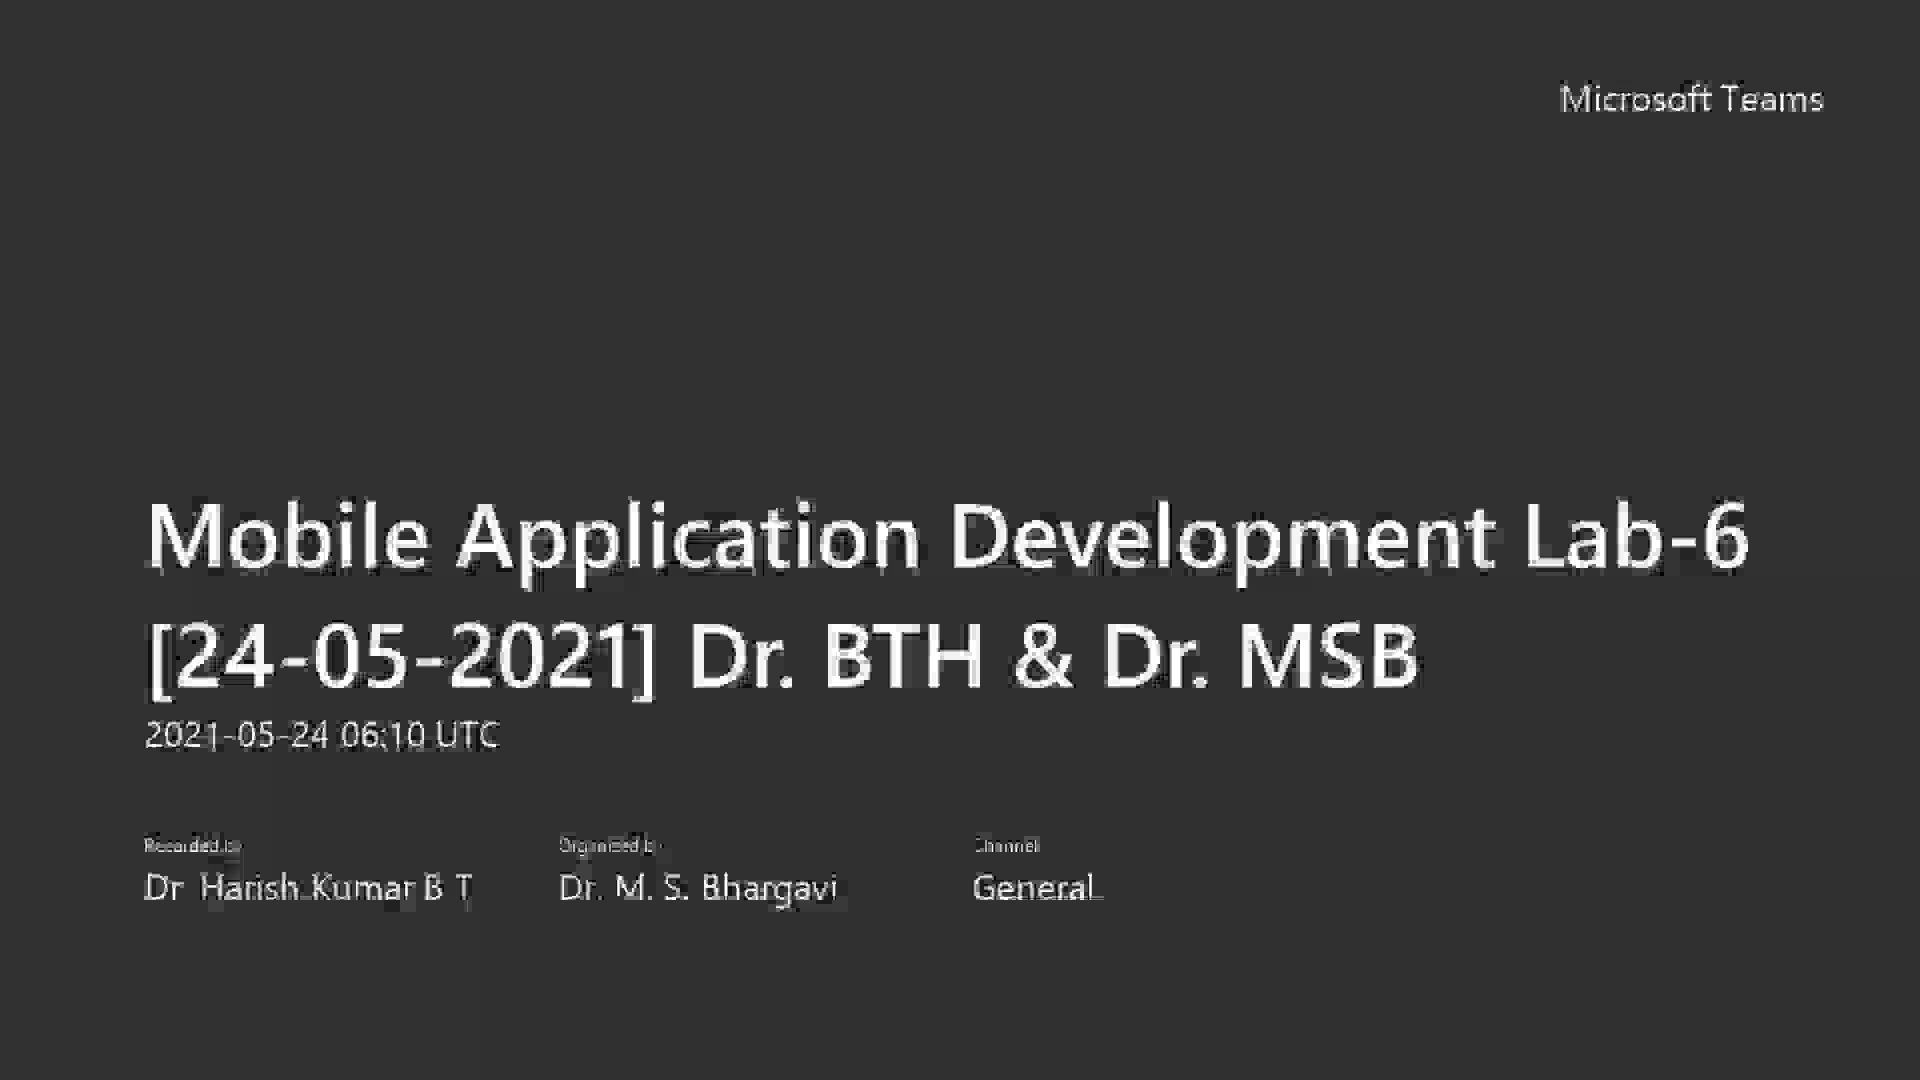 Microsoft Teams
Mobile Application Development Lab-6
[24-05-2021] Dr. BTH & Dr. MSB
2021-05-24 06:10 UTC
Recorded by Organized by Channel
Dr Harish Kumar B T Dr. M. S. Bhargavi General